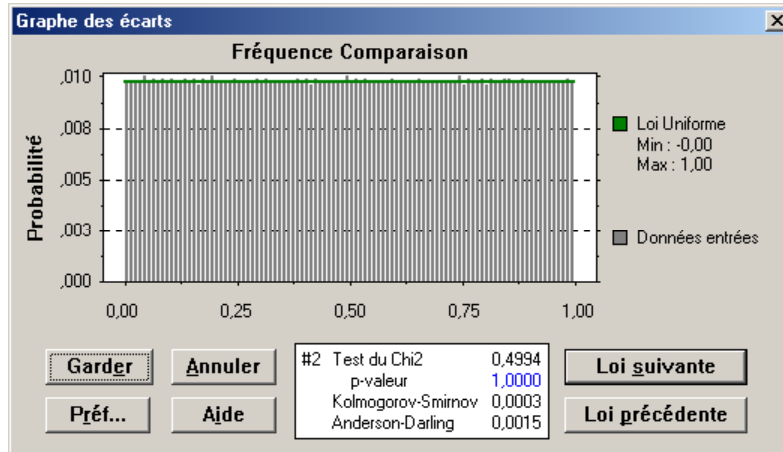 Graphe des écarts
Fréquence Comparaison
Probabilité
,010
,008
,005
,003
,000
0,00 0,25 0,50 0,75 1,00
Loi Uniforme
Min : -0,00
Max : 1,00
Données entrées
Garder
Annuler
Préf...
Aide
#2 Test du Chi2 0,4994
p-valeur 1,0000
Kolmogorov-Smirnov 0,0003
Anderson-Darling 0,0015
Loi suivante
Loi précédente